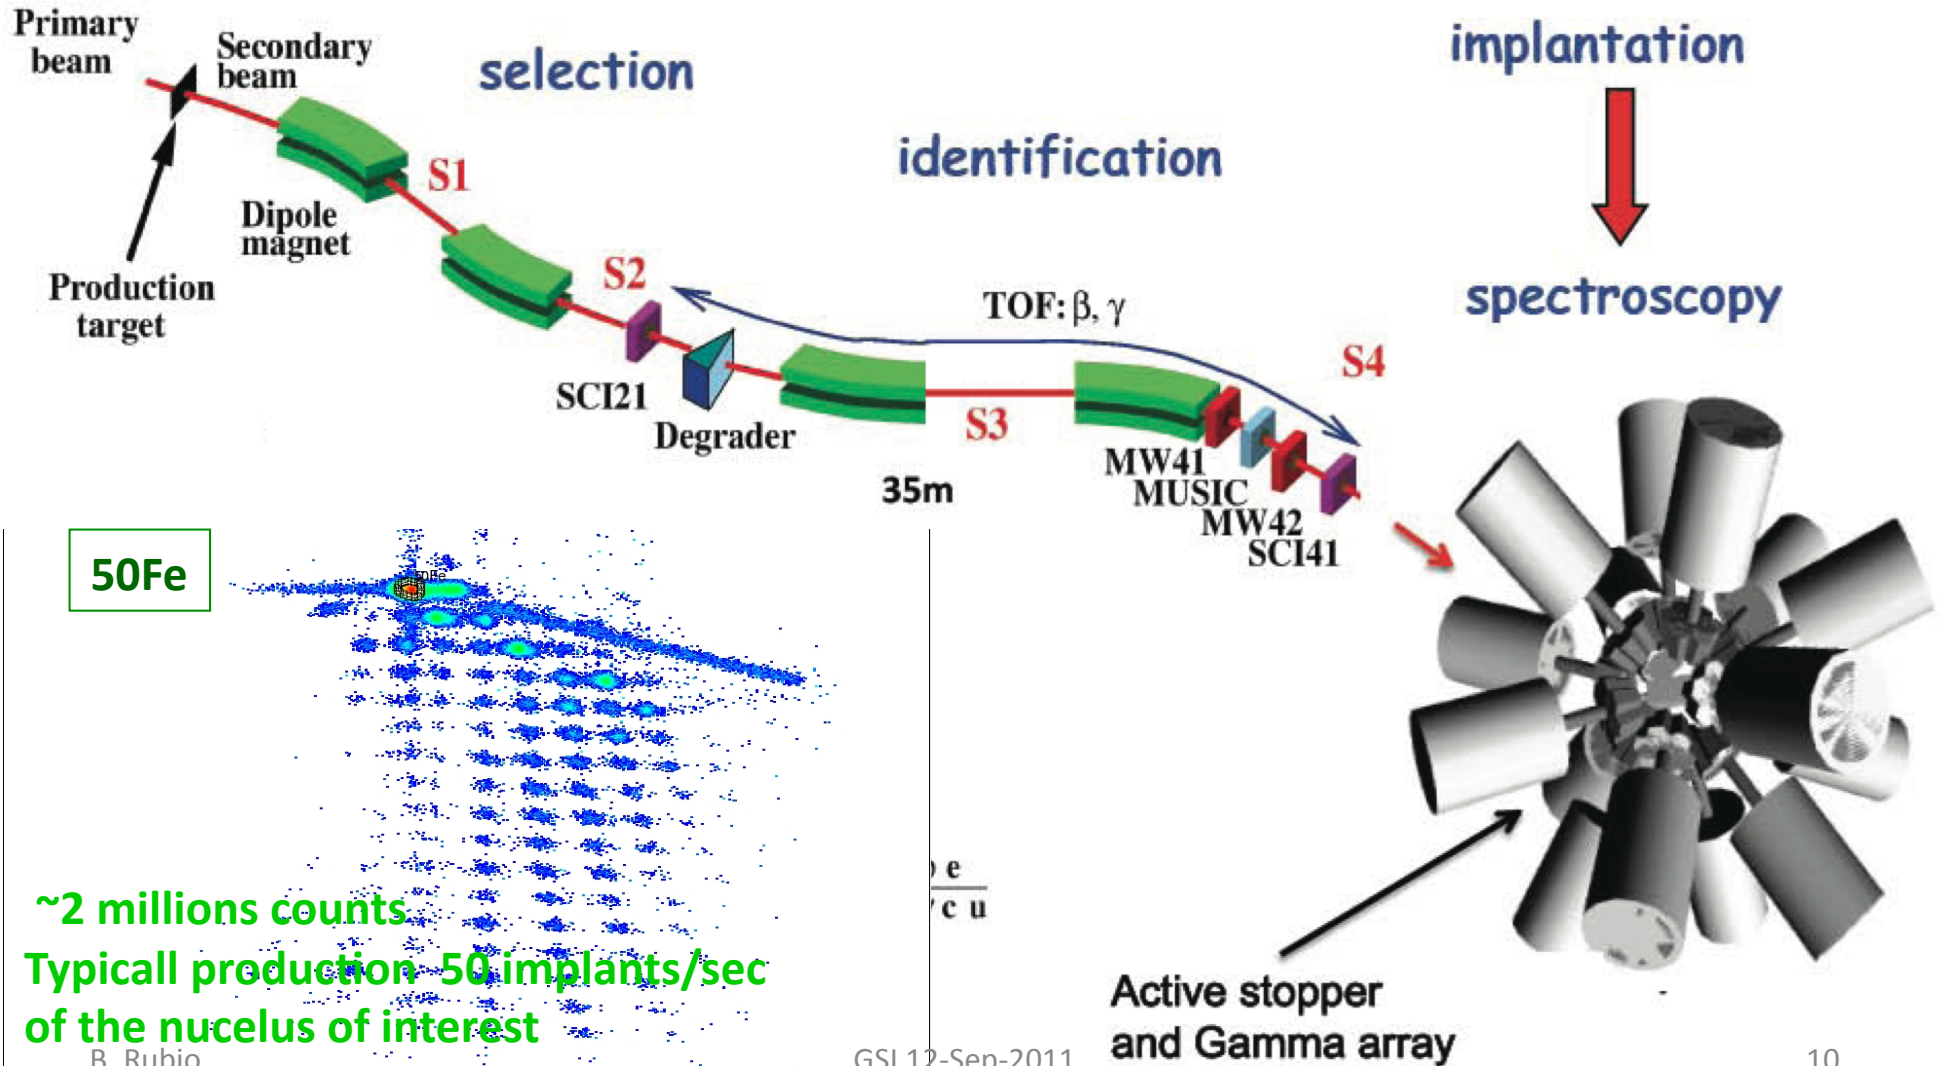 Primary
beam
Secondary
beam
selection
implantation
identification
S1
Dipole
magnet
Production
target
S2
TOF: β, γ
spectroscopy
S4
SCI21
Degrader
S3
35m
MW41
MUSIC
MW42
SCI41
50Fe
50Fe
e
c u
~2 millions counts
Typicall production 50 implants/sec
of the nucelus of interest
Active stopper
and Gamma array
B. Rubio
GSI 12-Sep-2011
10